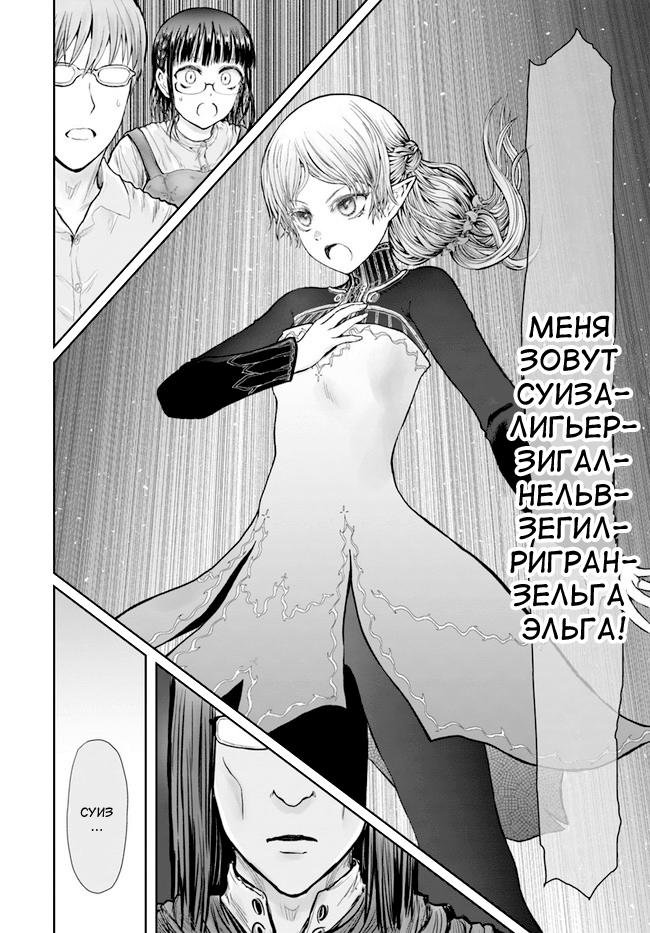 МЕНЯ
ЗОВУТ
СУИЗА-
ЛИГЬЕР-
ЗИГАЛ-
НЕЛЬВ-
ЗЕГИЛ-
РИГРАН-
ЗЕЛЬГА
ЭЛЬГА!
СУИЗ
...